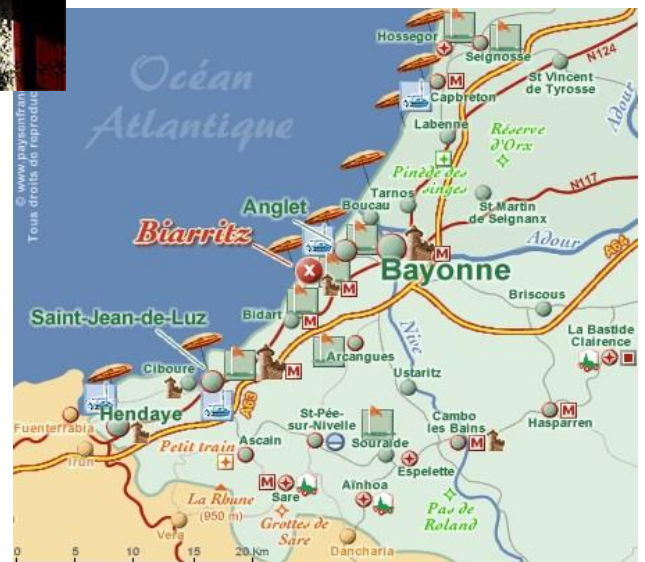 © www.paysonfran
Tous droits de reproduc
Océan
Atlantique
Hossegor
Seignosse
N124
St Vincent
de Tyrosse
M
Capbreton
Adour
Labenne
Réserve
d'Orx
Pinède des
singes
N117
Tarnos
Boucau
St Martin
de Seignanx
Anglet
Biarritz
X
M
Bayonne
Adour
A64
M
Briscous
Bidart
M
Saint-Jean-de-Luz
Nive
La Bastide
Clairence
Arcangues
M
Ciboure
Ustaritz
A63
Hendaye
Fuenterrabia
Irun
St-Pée-
sur-Nivelle
Cambo
les Bains
M
Hasparren
M
Petit train
Ascain
Souraïde
Espelette
La Rhune
(950 m)
M
Sare
Aïnhoa
Pas de
Roland
Grottes de
Sare
Vera
Dancharia
0 5 10 15 20 Km